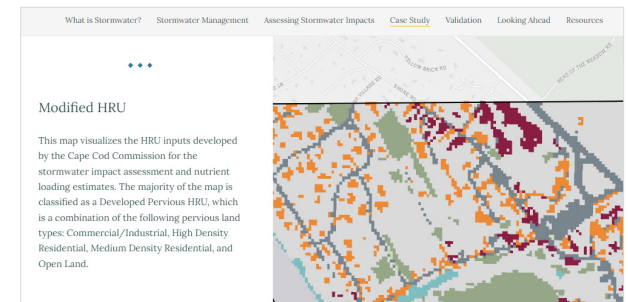 What is Stormwater? Stormwater Management Assessing Stormwater Impacts Case Study Validation Looking Ahead Resources
Modified HRU
This map visualizes the HRU inputs developed
by the Cape Cod Commission for the
stormwater impact assessment and nutrient
loading estimates. The majority of the map is
classified as a Developed Pervious HRU, which
is a combination of the following pervious land
types: Commercial/Industrial, High Density
Residential, Medium Density Residential, and
Open Land.
YELLOW BRICK RD
HEAD OF THE MEADOW RD
VILLAGE RD